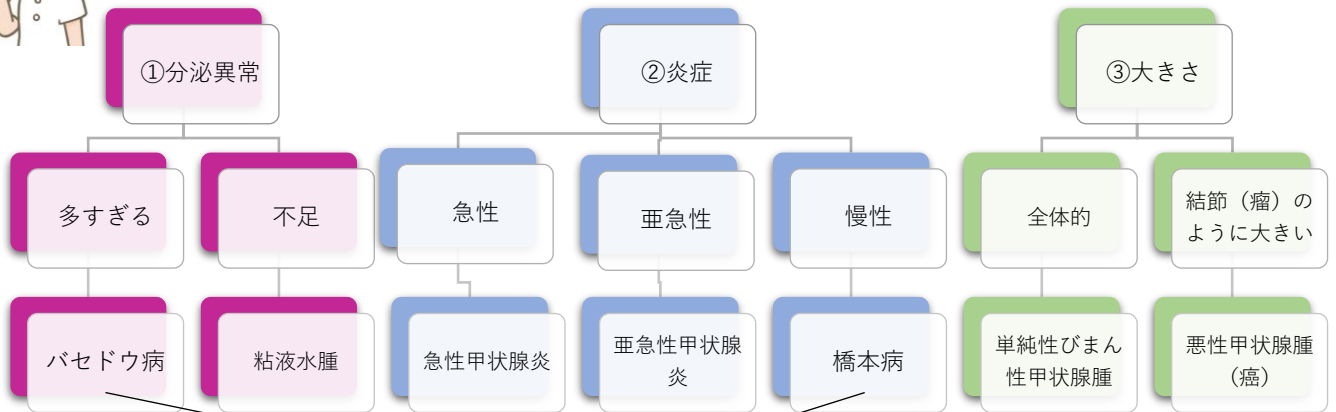 ①分泌異常
②炎症
③大きさ
多すぎる
不足
急性
亜急性
慢性
全体的
結節（瘤）の
ように大きい
バセドウ病
粘液水腫
急性甲状腺炎
亜急性甲状腺
炎
橋本病
単純性びまん
性甲状腺腫
悪性甲状腺腫
（癌）